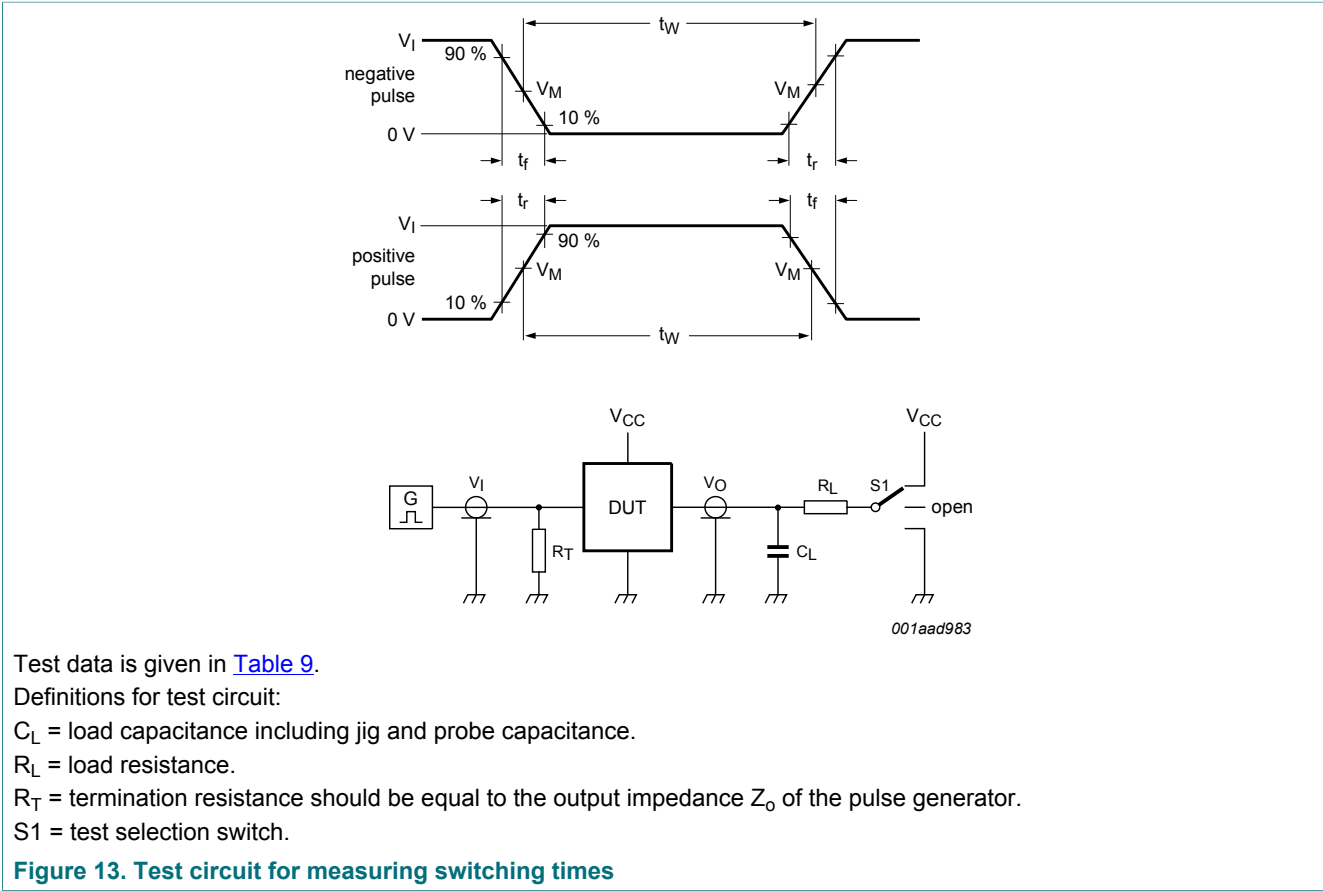 tW
VI
90 %
negative
pulse
VM
VM
10 %
0 V
tf
tr
tr
tf
VI
90 %
positive
pulse
VM
VM
10 %
0 V
tW
VCC
VCC
G
VI
DUT
VO
RL
S1
open
RT
CL
001aad983
Test data is given in Table 9.
Definitions for test circuit:
CL = load capacitance including jig and probe capacitance.
RL = load resistance.
RT = termination resistance should be equal to the output impedance Zo of the pulse generator.
S1 = test selection switch.
Figure 13. Test circuit for measuring switching times